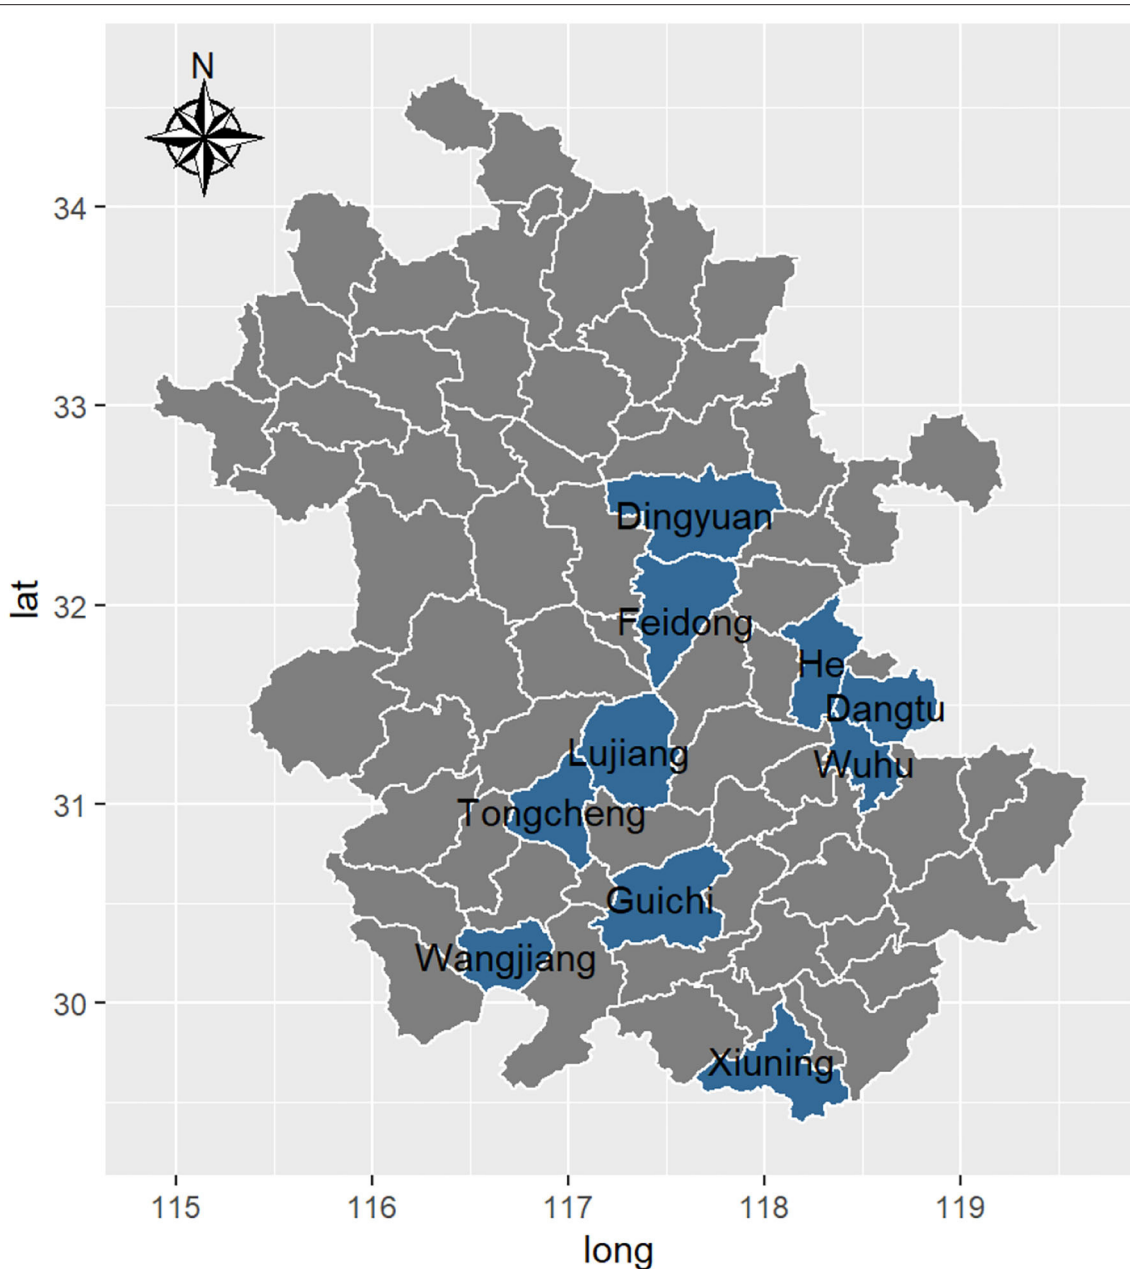 N
34
33
32
31
30
lat
Dingyuan
Feidong
He
Dangtu
Lujiang
Wuhu
Tongcheng
Guichi
Wangjiang
Xiuning
115 116 117 118 119
long